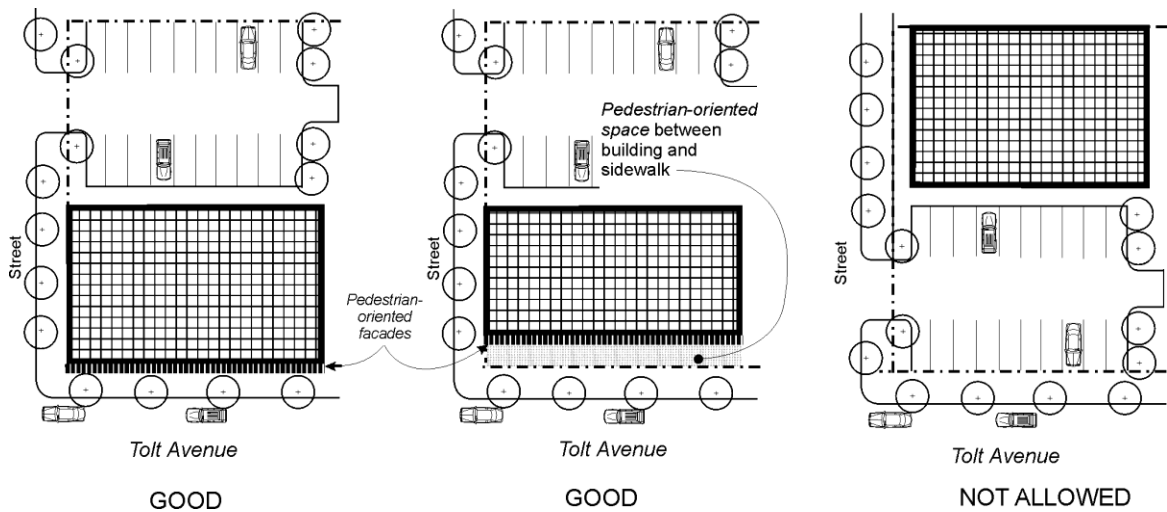 Street
Pedestrian-
oriented
facades
Tolt Avenue
GOOD
Pedestrian-oriented
space between
building and
sidewalk
Street
Tolt Avenue
GOOD
Street
Tolt Avenue
NOT ALLOWED